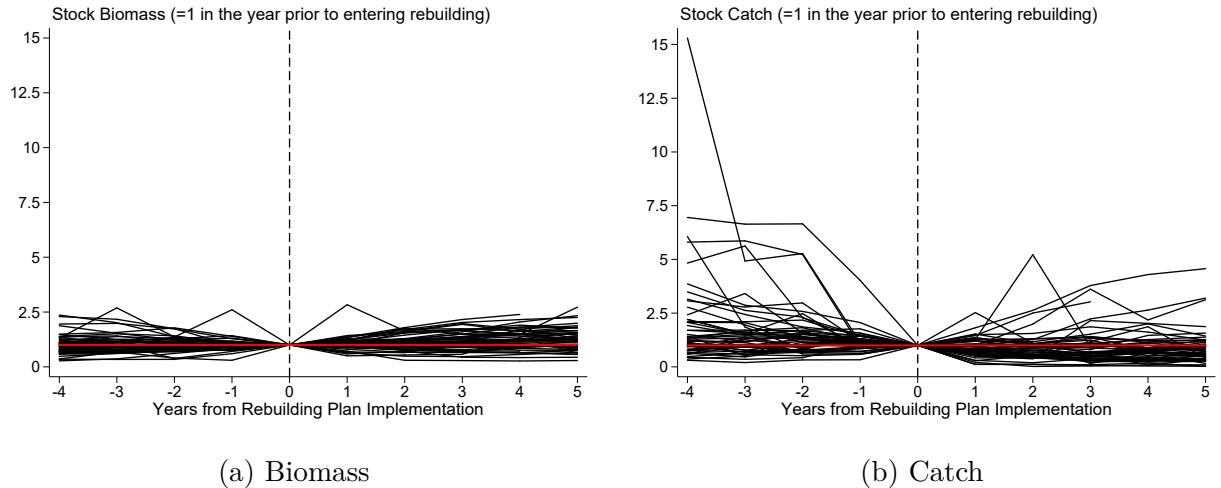 Stock Biomass (=1 in the year prior to entering rebuilding)
15
12.5
10
7.5
5
2.5
0
-4 -3 -2 -1 0 1 2 3 4 5
Years from Rebuilding Plan Implementation
(a) Biomass
Stock Catch (=1 in the year prior to entering rebuilding)
15
12.5
10
7.5
5
2.5
0
-4 -3 -2 -1 0 1 2 3 4 5
Years from Rebuilding Plan Implementation
(b) Catch